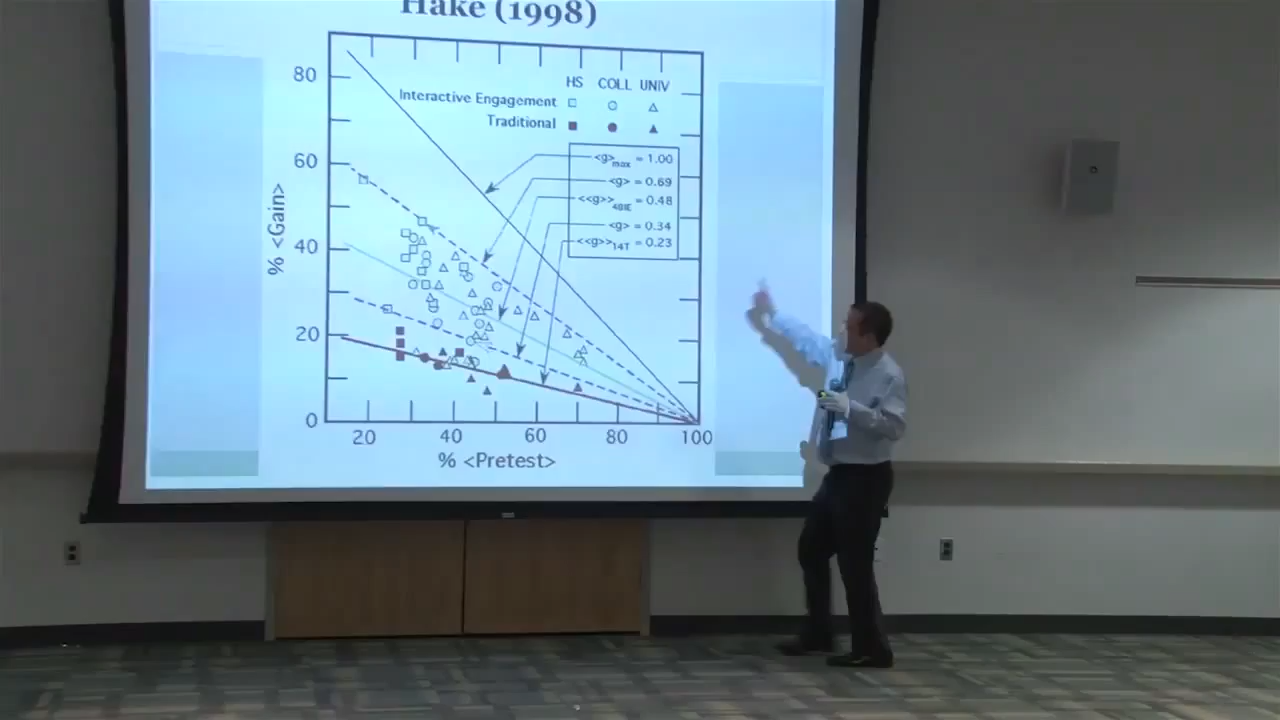 Hake (1998)
80
60
40
20
0
% <Gain>
HS COLL UNIV
Interactive Engagement
Traditional
<g>max = 1.00
<g> = 0.69
<<g>>48IE = 0.48
<g> = 0.34
<<g>>14T = 0.23
20 40 60 80 100
% <Pretest>